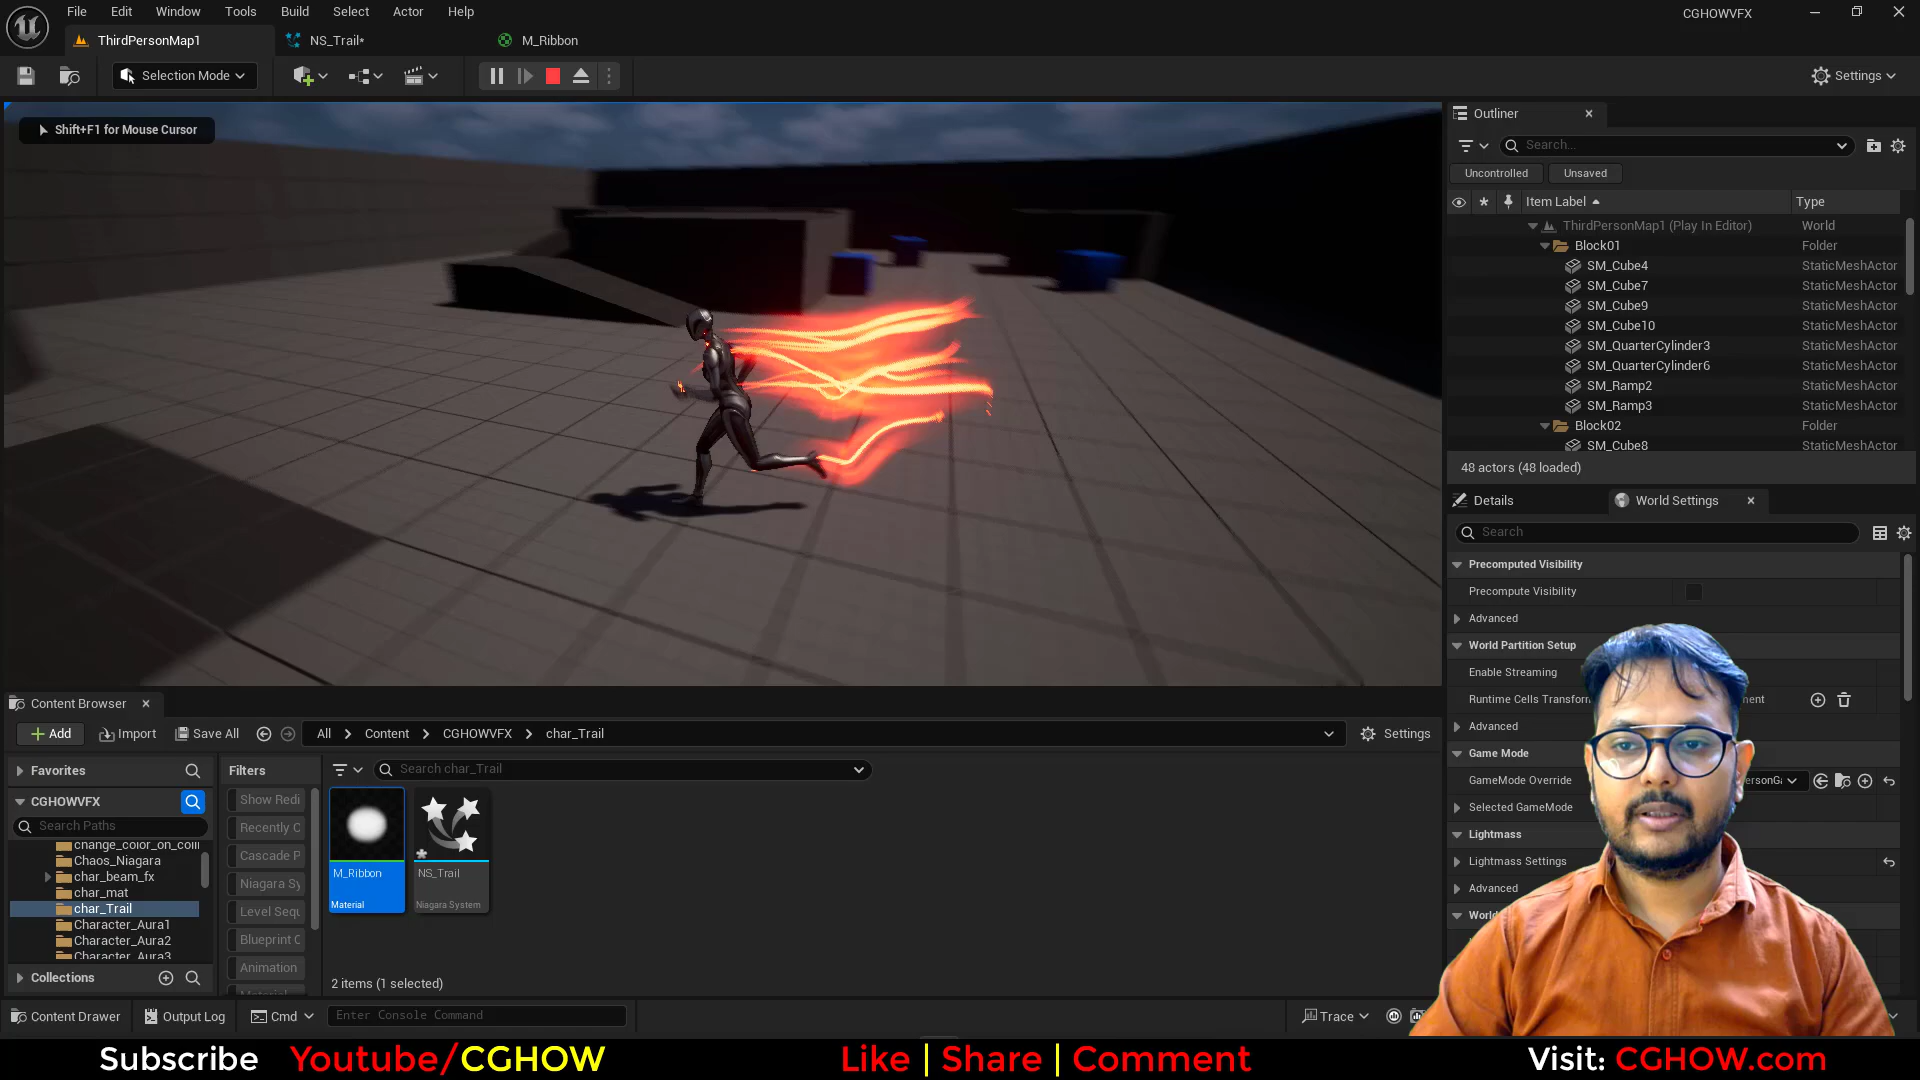 File Edit Window Tools Build Select Actor Help
CGHOWVFX
ThirdPersonMap1
NS_Trail*
M_Ribbon
Selection Mode
Settings
Shift+F1 for Mouse Cursor
Outliner
Search...
Uncontrolled
Unsaved
Item Label
Type
ThirdPersonMap1 (Play In Editor) World
Block01 Folder
SM_Cube4 StaticMeshActor
SM_Cube7 StaticMeshActor
SM_Cube9 StaticMeshActor
SM_Cube10 StaticMeshActor
SM_QuarterCylinder3 StaticMeshActor
SM_QuarterCylinder6 StaticMeshActor
SM_Ramp2 StaticMeshActor
SM_Ramp3 StaticMeshActor
Block02 Folder
SM_Cube8 StaticMeshActor
48 actors (48 loaded)
Details
World Settings
Search
Precomputed Visibility
Precompute Visibility
Advanced
World Partition Setup
Enable Streaming
Runtime Cells Transform
Advanced
Game Mode
GameMode Override
Selected GameMode
Lightmass
Lightmass Settings
Advanced
World
Content Browser
Add
Import
Save All
All > Content > CGHOWVFX > char_Trail
Settings
Favorites
CGHOWVFX
Search Paths
change_color_on_colli
Chaos_Niagara
char_beam_fx
char_mat
char_Trail
Character_Aura1
Character_Aura2
Character_Aura3
Collections
Filters
Show Redi
Recently C
Cascade P
Niagara Sy
Level Sequ
Blueprint C
Animation
Search char_Trail
M_Ribbon
Material
NS_Trail
Niagara System
2 items (1 selected)
Content Drawer
Output Log
Cmd
Enter Console Command
Trace
Subscribe Youtube/CGHOW
Like | Share | Comment
Visit: CGHOW.com